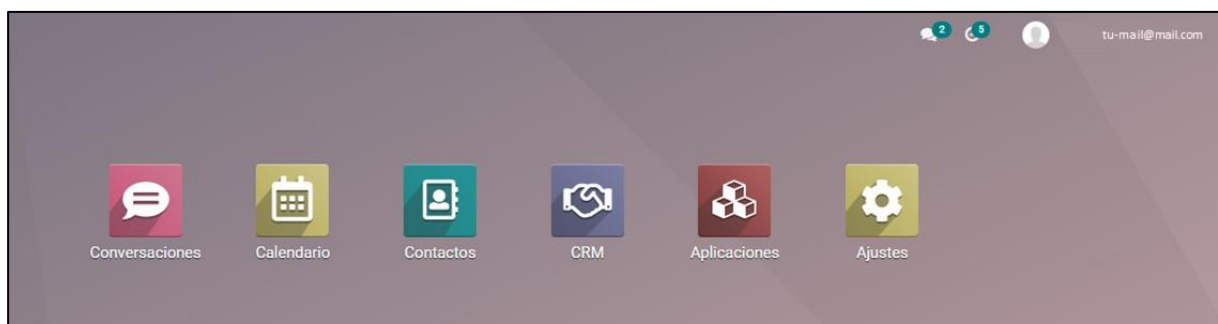 2 5 tu-mail@mail.com
Conversaciones Calendario Contactos CRM Aplicaciones Ajustes